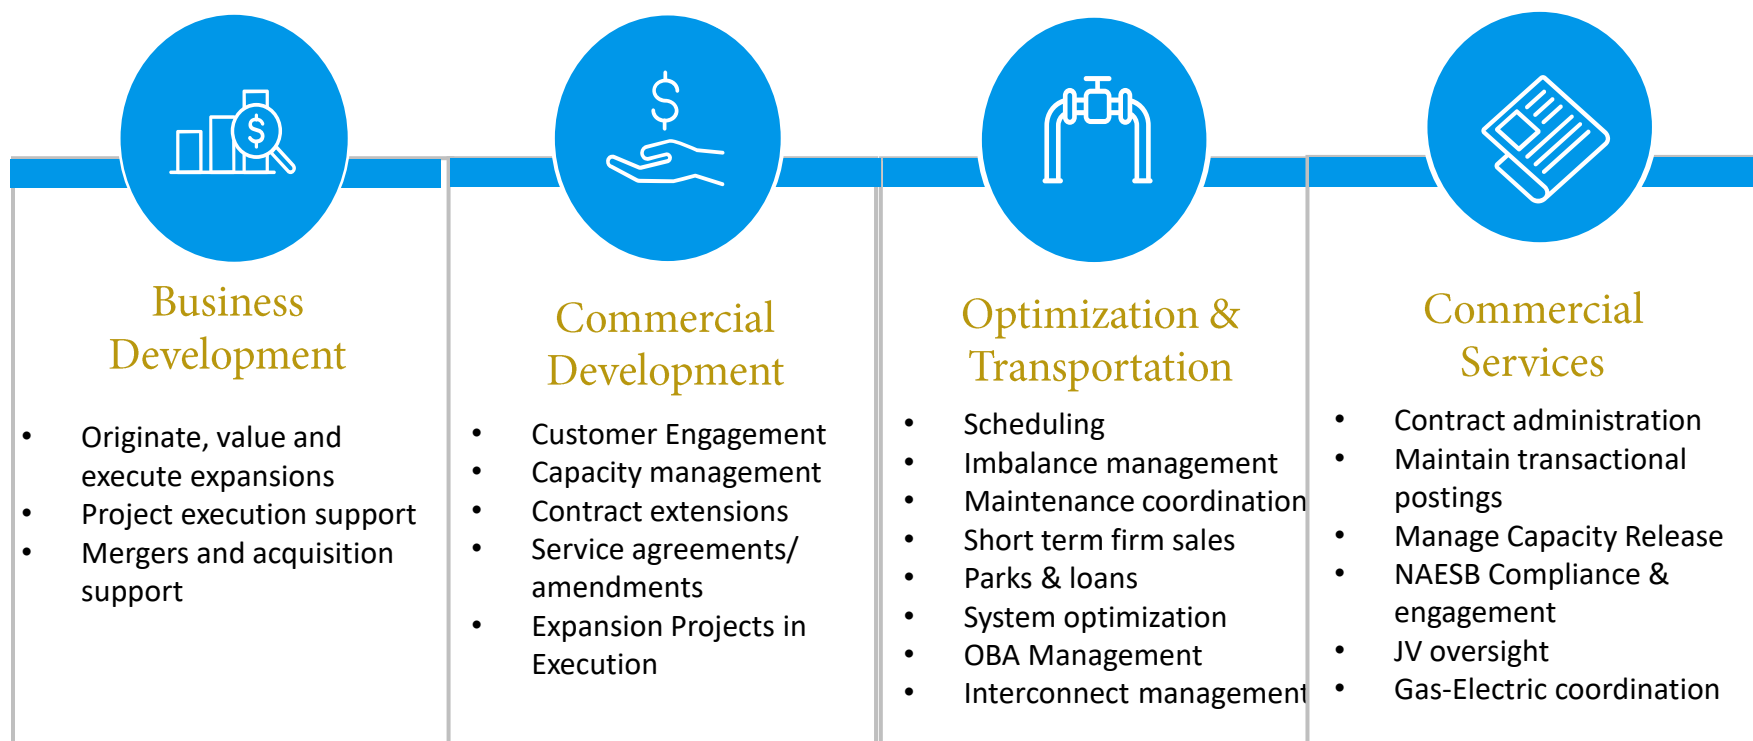 Business
Development
• Originate, value and
execute expansions
• Project execution support
• Mergers and acquisition
support
Commercial
Development
• Customer Engagement
• Capacity management
• Contract extensions
• Service agreements/
amendments
• Expansion Projects in
Execution
Optimization &
Transportation
• Scheduling
• Imbalance management
• Maintenance coordination
• Short term firm sales
• Parks & loans
• System optimization
• OBA Management
• Interconnect management
Commercial
Services
• Contract administration
• Maintain transactional
postings
• Manage Capacity Release
• NAESB Compliance &
engagement
• JV oversight
• Gas-Electric coordination